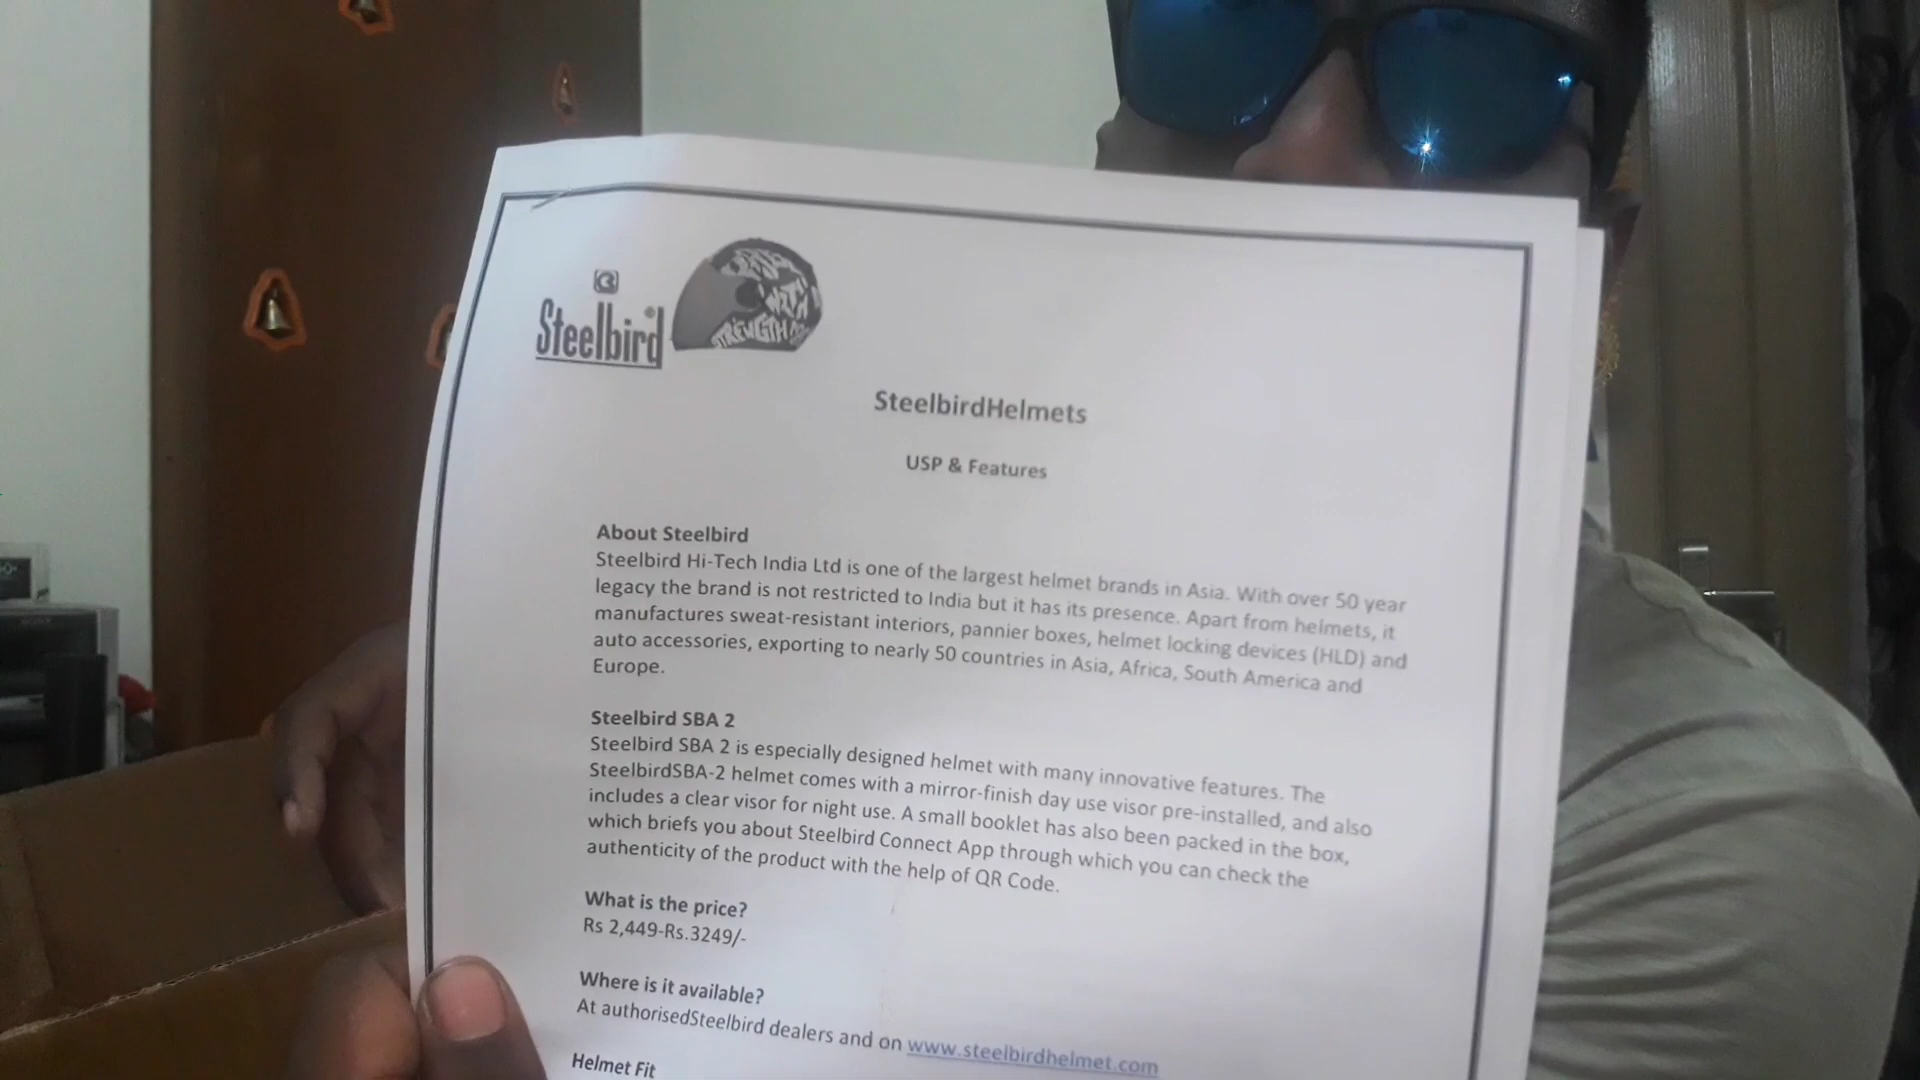 Steelbird®
STRENGTH
SteelbirdHelmets
USP & Features
About Steelbird
Steelbird Hi-Tech India Ltd is one of the largest helmet brands in Asia. With over 50 year
legacy the brand is not restricted to India but it has its presence. Apart from helmets, it
manufactures sweat-resistant interiors, pannier boxes, helmet locking devices (HLD) and
auto accessories, exporting to nearly 50 countries in Asia, Africa, South America and
Europe.
Steelbird SBA 2
Steelbird SBA 2 is especially designed helmet with many innovative features. The
SteelbirdSBA-2 helmet comes with a mirror-finish day use visor pre-installed, and also
includes a clear visor for night use. A small booklet has also been packed in the box,
which briefs you about Steelbird Connect App through which you can check the
authenticity of the product with the help of QR Code.
What is the price?
Rs 2,449-Rs.3249/-
Where is it available?
At authorisedSteelbird dealers and on www.steelbirdhelmet.com
Helmet Fit